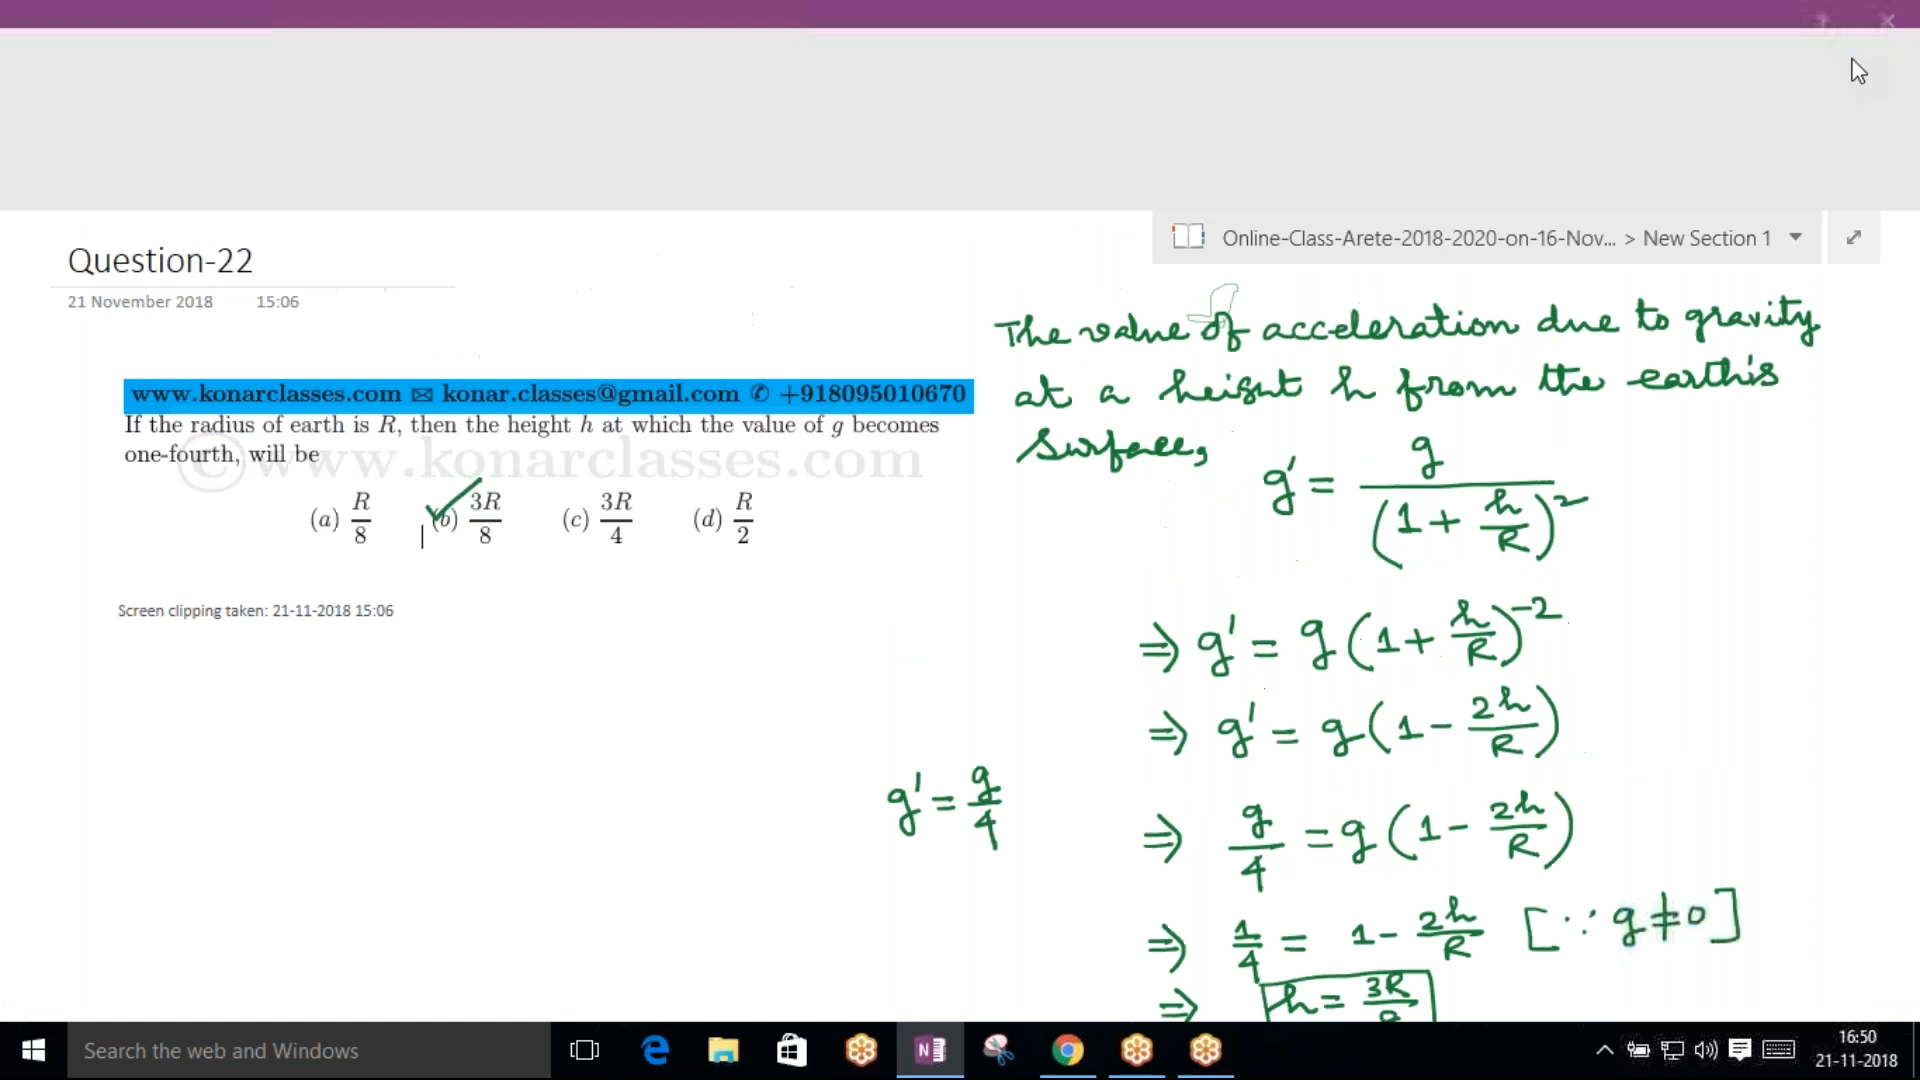 Question-22
21 November 2018 15:06
Online-Class-Arete-2018-2020-on-16-Nov... > New Section 1
www.konarclasses.com ✉ konar.classes@gmail.com ✆ +918095010670
If the radius of earth is R, then the height h at which the value of g becomes
one-fourth, will be
©www.konarclasses.com
(a) R/8 (b) 3R/8 (c) 3R/4 (d) R/2
Screen clipping taken: 21-11-2018 15:06
The value of acceleration due to gravity
at a height h from the earth's
surface,
g' = g/(1 + h/R)²
⇒ g' = g(1 + h/R)⁻²
⇒ g' = g(1 - 2h/R)
g' = g/4
⇒ g/4 = g(1 - 2h/R)
⇒ 1/4 = 1 - 2h/R [∵ g ≠ 0]
⇒ h = 3R/8
Search the web and Windows
16:50
21-11-2018